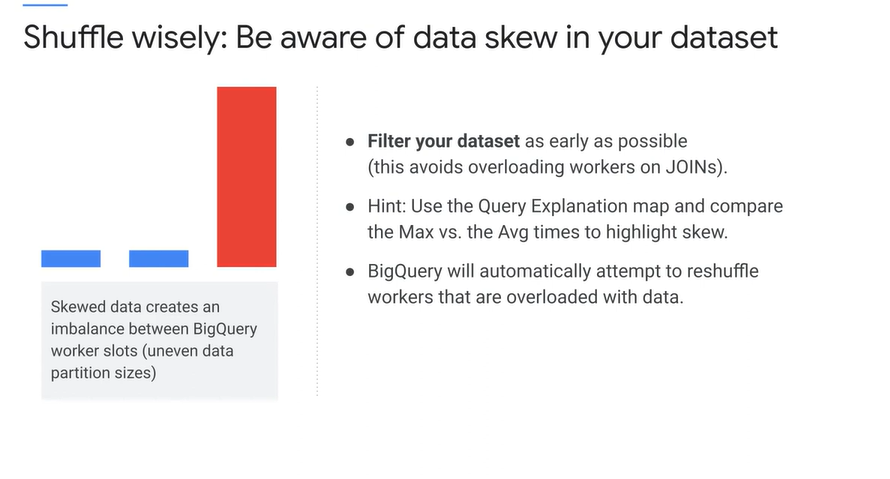 Shuffle wisely: Be aware of data skew in your dataset
Skewed data creates an
imbalance between BigQuery
worker slots (uneven data
partition sizes)
● Filter your dataset as early as possible
(this avoids overloading workers on JOINs).
● Hint: Use the Query Explanation map and compare
the Max vs. the Avg times to highlight skew.
● BigQuery will automatically attempt to reshuffle
workers that are overloaded with data.